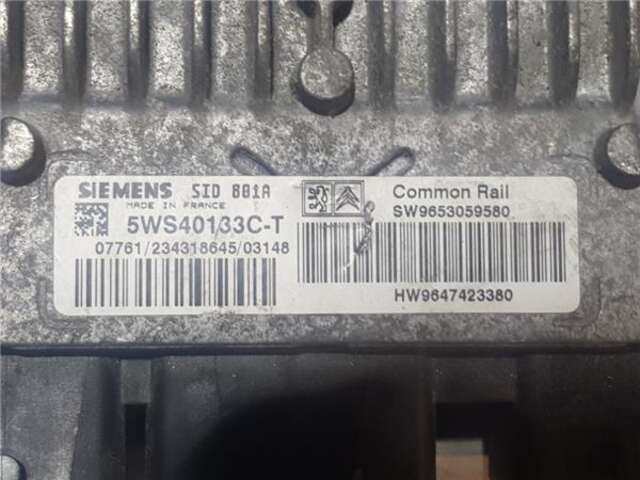 SIEMENS SID 801A
MADE IN FRANCE
5WS40133C-T
07761/234318645/03148
Common Rail
SW9653059580
HW9647423380